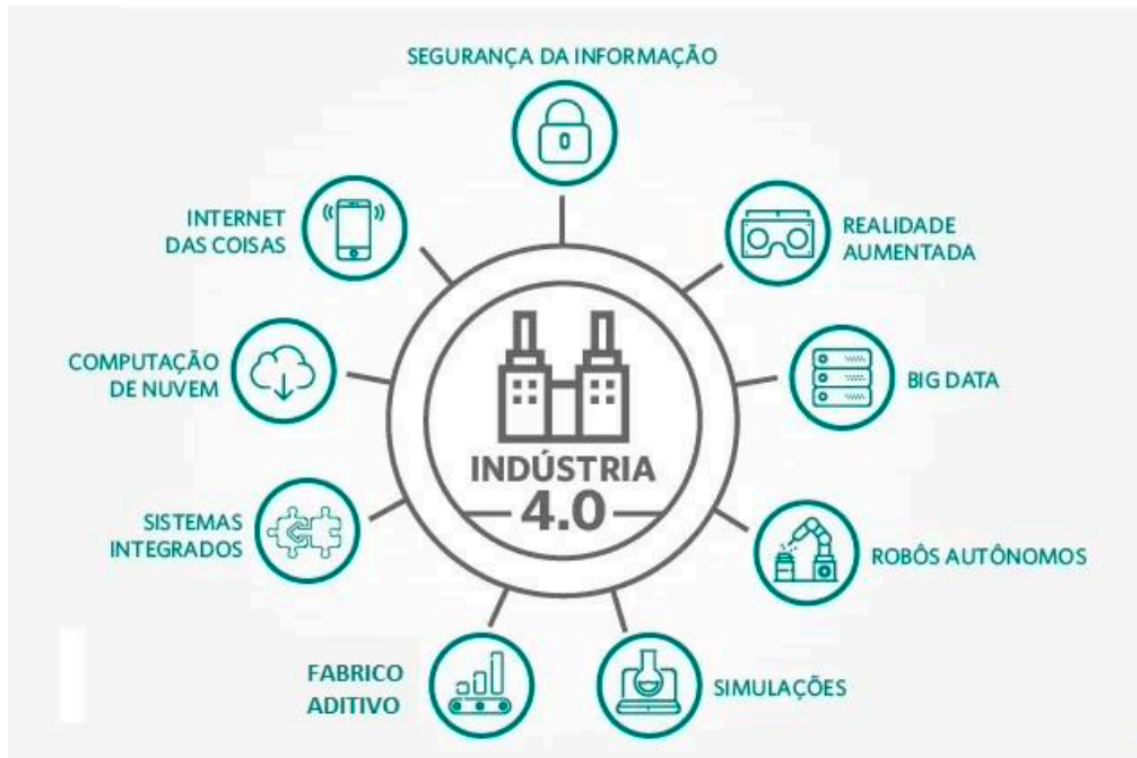 SEGURANÇA DA INFORMAÇÃO
INTERNET
DAS COISAS
REALIDADE
AUMENTADA
COMPUTAÇÃO
DE NUVEM
BIG DATA
INDÚSTRIA
4.0
SISTEMAS
INTEGRADOS
ROBÔS AUTÔNOMOS
FABRICO
ADITIVO
SIMULAÇÕES